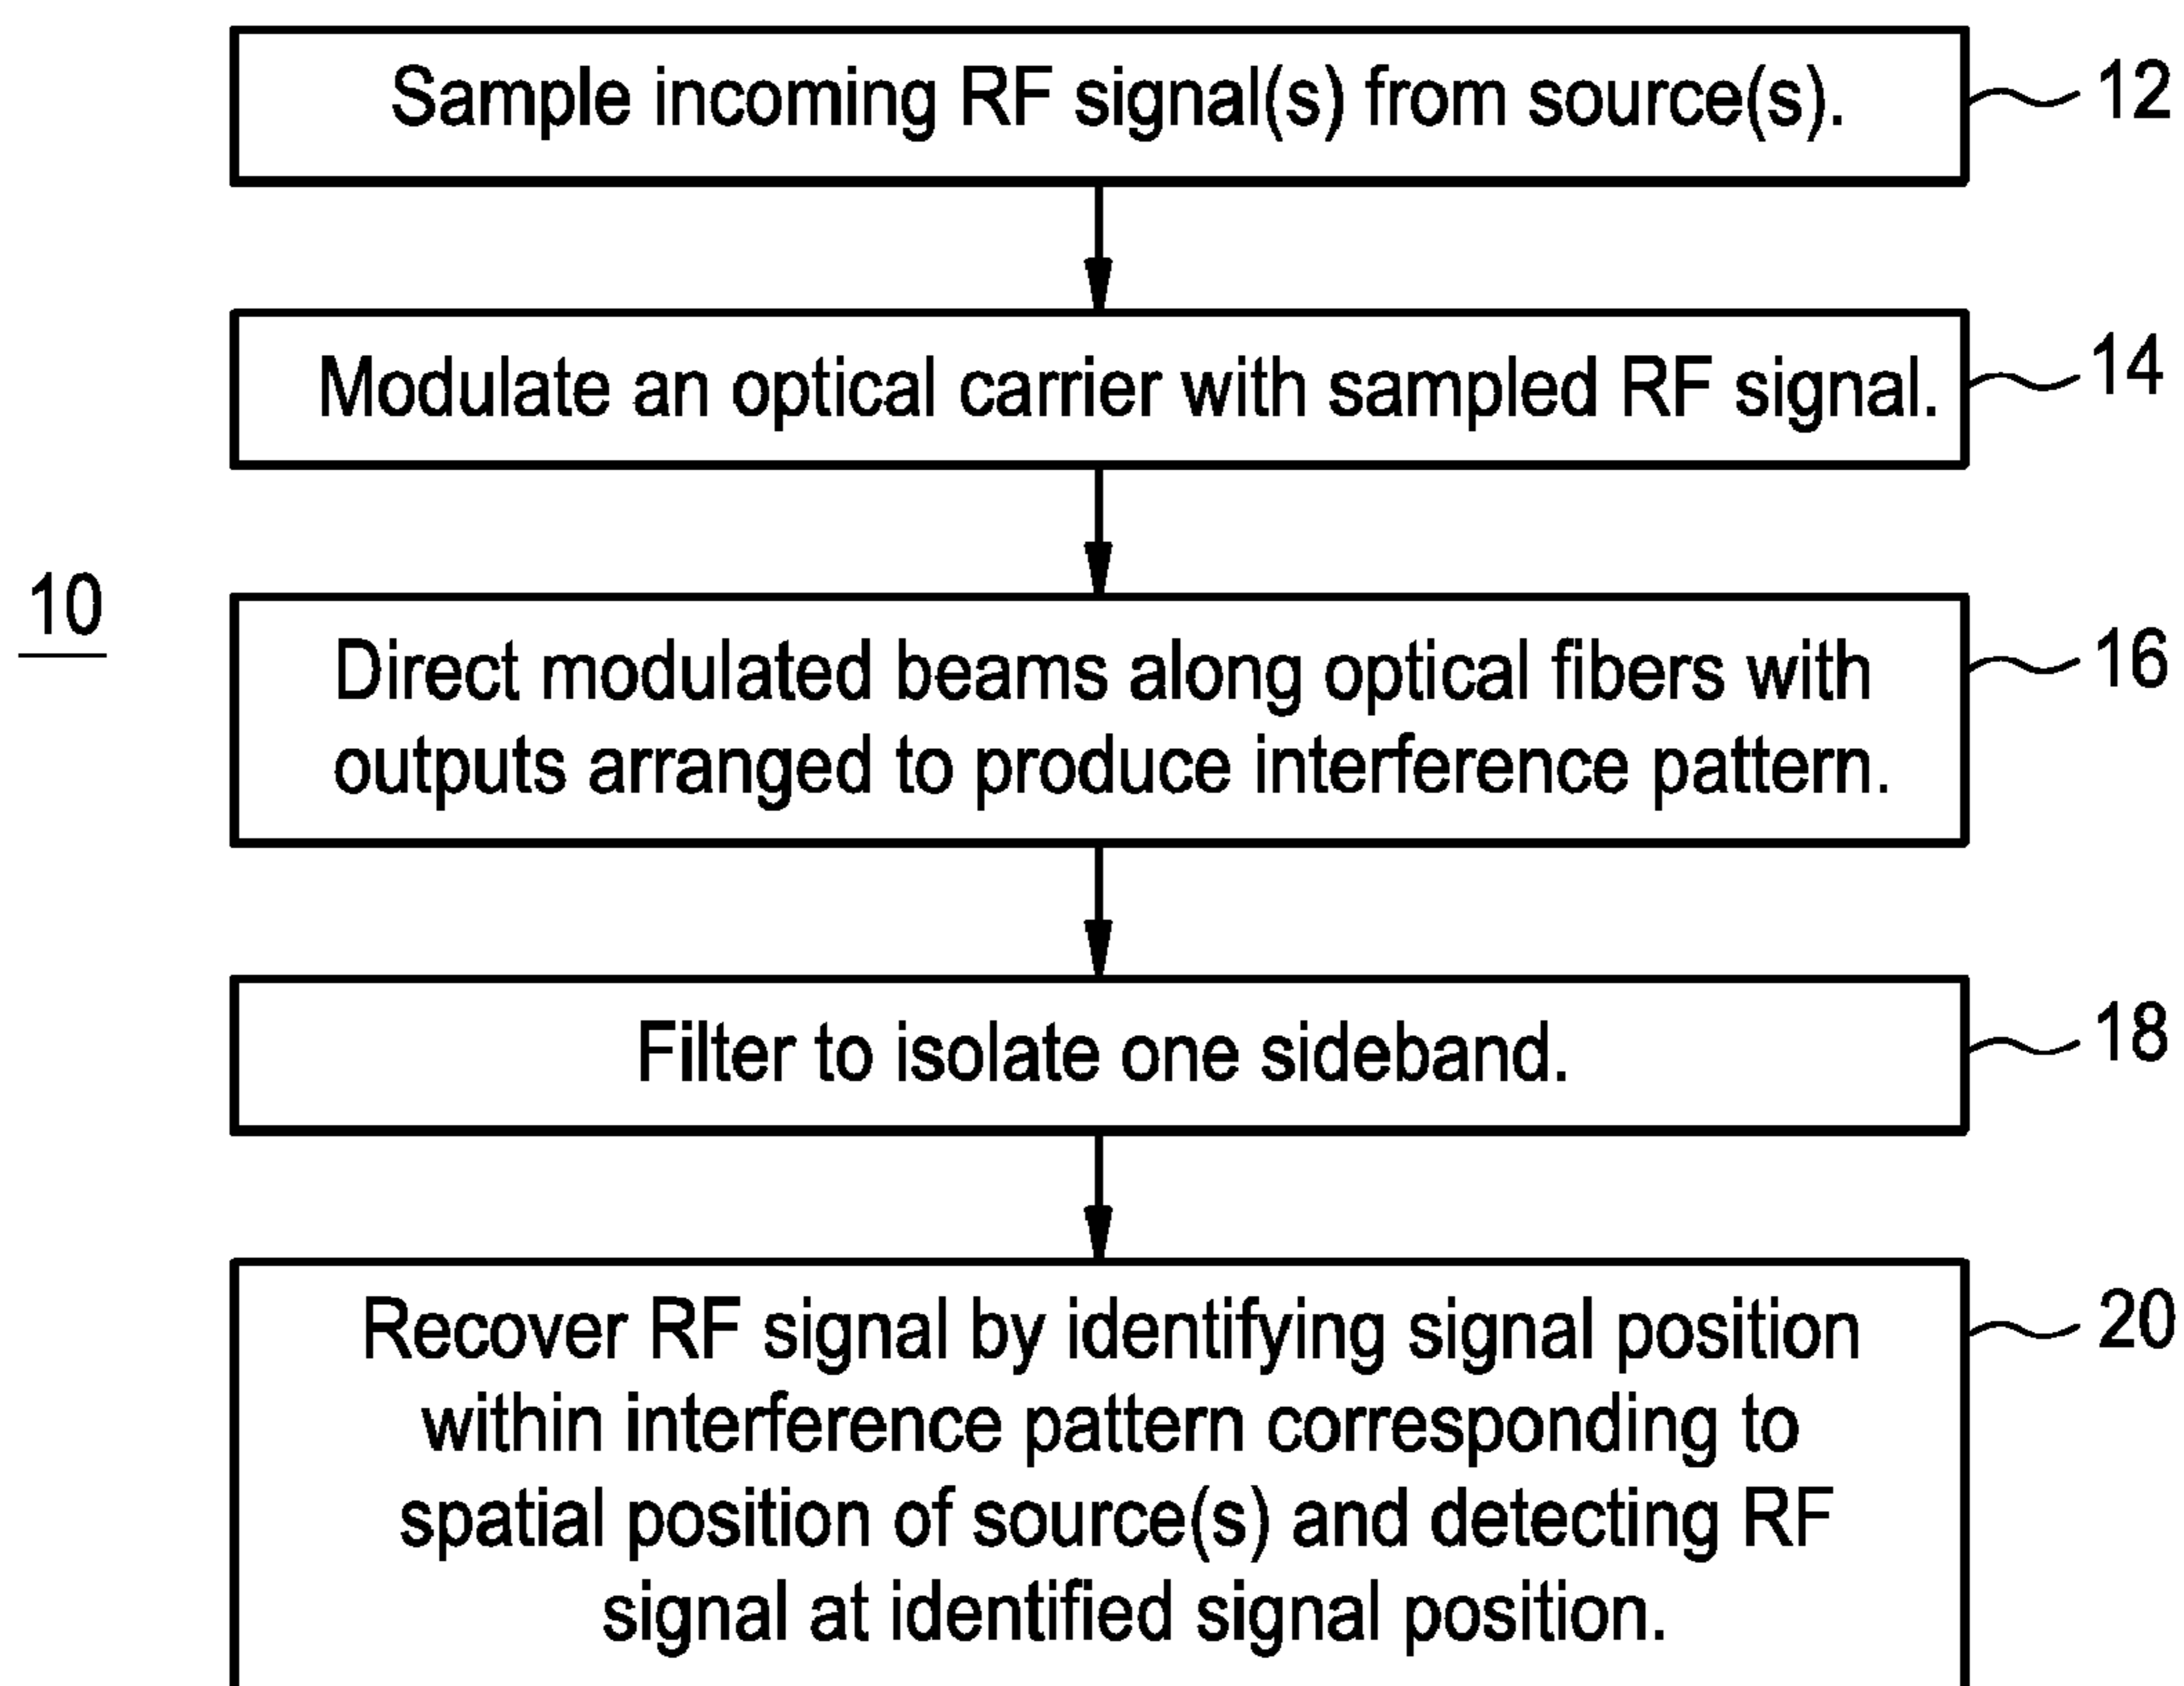 Sample incoming RF signal(s) from source(s).
12
Modulate an optical carrier with sampled RF signal.
14
10
Direct modulated beams along optical fibers with
outputs arranged to produce interference pattern.
16
Filter to isolate one sideband.
18
Recover RF signal by identifying signal position
within interference pattern corresponding to
spatial position of source(s) and detecting RF
signal at identified signal position.
20